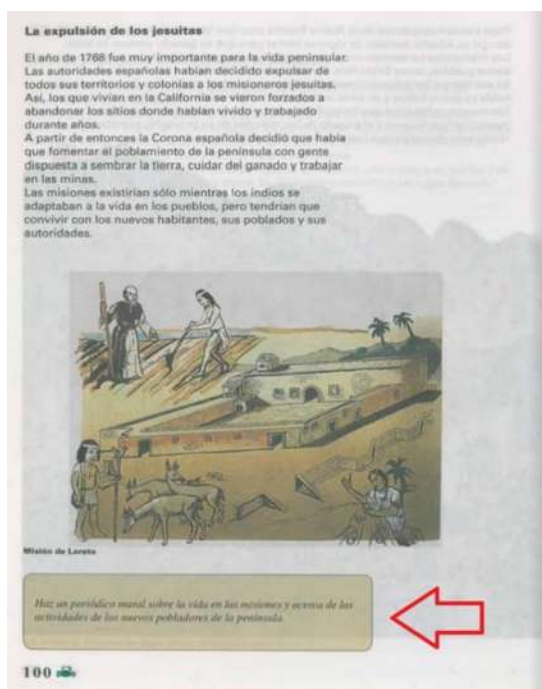 La expulsión de los jesuitas
El año de 1768 fue muy importante para la vida peninsular.
Las autoridades españolas habían decidido expulsar de
todos sus territorios y colonias a los misioneros jesuitas.
Así, los que vivían en la California se vieron forzados a
abandonar los sitios donde habían vivido y trabajado
durante años.
A partir de entonces la Corona española decidió que había
que fomentar el poblamiento de la península con gente
dispuesta a sembrar la tierra, cuidar del ganado y trabajar
en las minas.
Las misiones existirían sólo mientras los indios se
adaptaban a la vida en los pueblos, pero tendrían que
convivir con los nuevos habitantes, sus poblados y sus
autoridades.
Misión de Loreto
Haz un periódico mural sobre la vida en las misiones y acerca de las
actividades de los nuevos pobladores de la península.
100